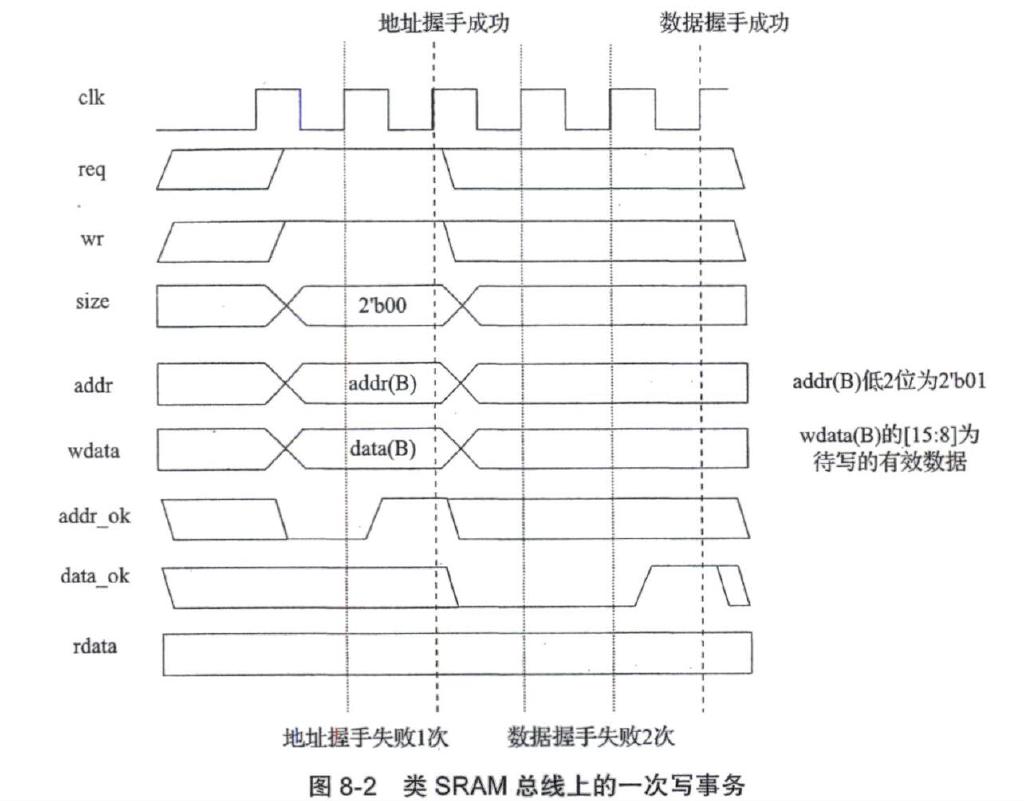 地址握手成功 数据握手成功
clk
req
wr
size 2'b00
addr addr(B) addr(B)低2位为2'b01
wdata data(B) wdata(B)的[15:8]为
待写的有效数据
addr_ok
data_ok
rdata
地址握手失败1次 数据握手失败2次
图 8-2 类 SRAM 总线上的一次写事务